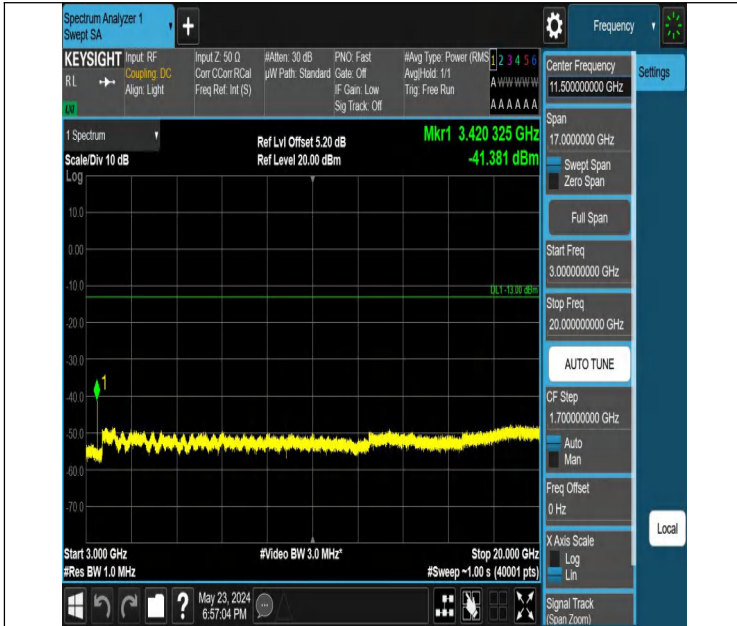 Spectrum Analyzer 1
Swept SA
+
Frequency
KEYSIGHT
RL
Input: RF
Coupling: DC
Align: Light
Input Z: 50 Ω
Corr CCorr RCal
Freq Ref: Int (S)
#Atten: 30 dB
µW Path: Standard
PNO: Fast
Gate: Off
IF Gain: Low
Sig Track: Off
#Avg Type: Power (RMS
Avg|Hold: 1/1
Trig: Free Run
1 2 3 4 5 6
A W W W W W
A A A A A A
1 Spectrum
Scale/Div 10 dB
Ref Lvl Offset 5.20 dB
Ref Level 20.00 dBm
Mkr1 3.420 325 GHz
-41.381 dBm
Log
10.0
0.00
-10.0
DL1 -13.00 dBm
-20.0
-30.0
1
-40.0
-50.0
-60.0
-70.0
Start 3.000 GHz
#Res BW 1.0 MHz
#Video BW 3.0 MHz*
Stop 20.000 GHz
#Sweep ~1.00 s (40001 pts)
?
May 23, 2024
6:57:04 PM
Center Frequency
11.500000000 GHz
Settings
Span
17.0000000 GHz
Swept Span
Zero Span
Full Span
Start Freq
3.000000000 GHz
Stop Freq
20.000000000 GHz
AUTO TUNE
CF Step
1.700000000 GHz
Auto
Man
Freq Offset
0 Hz
X Axis Scale
Log
Lin
Local
Signal Track
(Span Zoom)